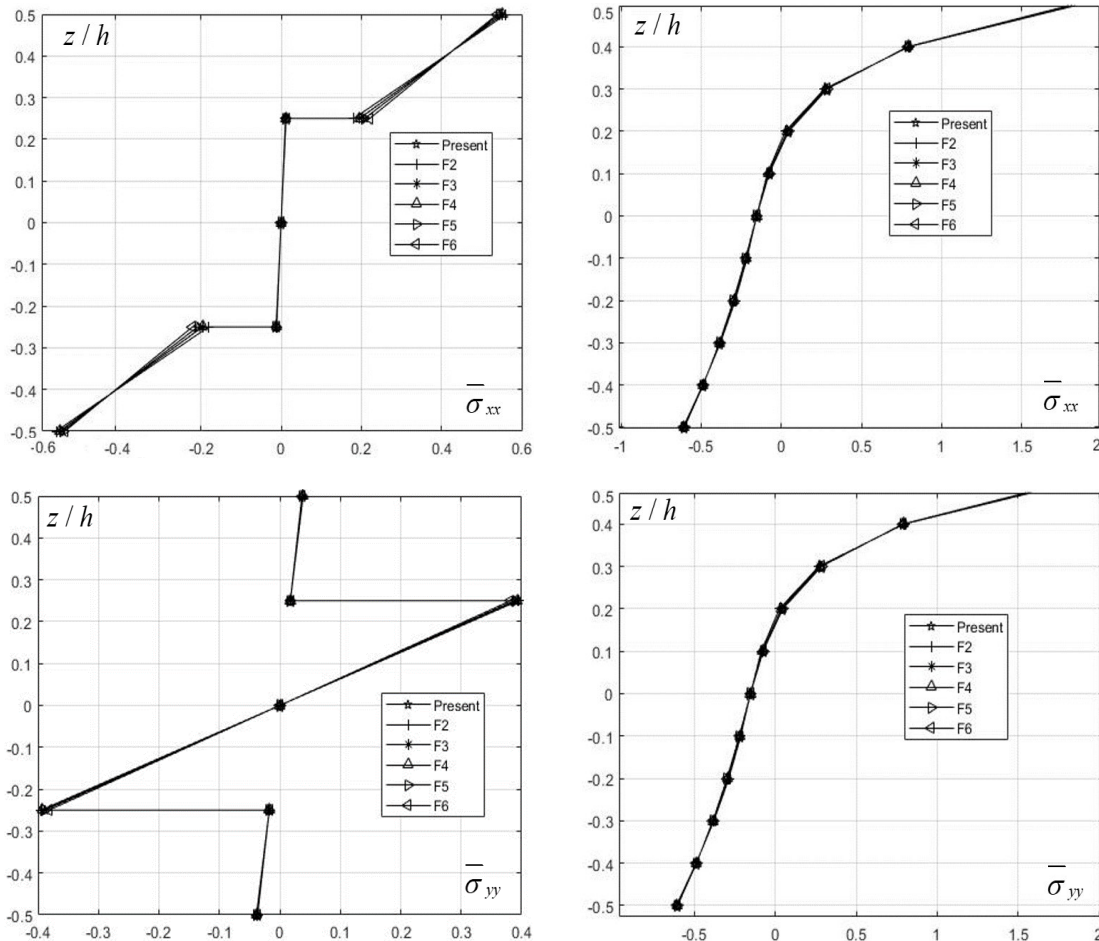 z / h
0.5
0.4
0.3
0.2
0.1
0
-0.1
-0.2
-0.3
-0.4
-0.5
-0.6 -0.4 -0.2 0 0.2 0.4 0.6
Present
F2
F3
F4
F5
F6
σ̅ xx
z / h
0.5
0.4
0.3
0.2
0.1
0
-0.1
-0.2
-0.3
-0.4
-0.5
-1 -0.5 0 0.5 1 1.5 2
Present
F2
F3
F4
F5
F6
σ̅ xx
z / h
0.5
0.4
0.3
0.2
0.1
0
-0.1
-0.2
-0.3
-0.4
-0.5
-0.4 -0.3 -0.2 -0.1 0 0.1 0.2 0.3 0.4
Present
F2
F3
F4
F5
F6
σ̅ yy
z / h
0.5
0.4
0.3
0.2
0.1
0
-0.1
-0.2
-0.3
-0.4
-0.5
-0.5 0 0.5 1 1.5 2
Present
F2
F3
F4
F5
F6
σ̅ yy